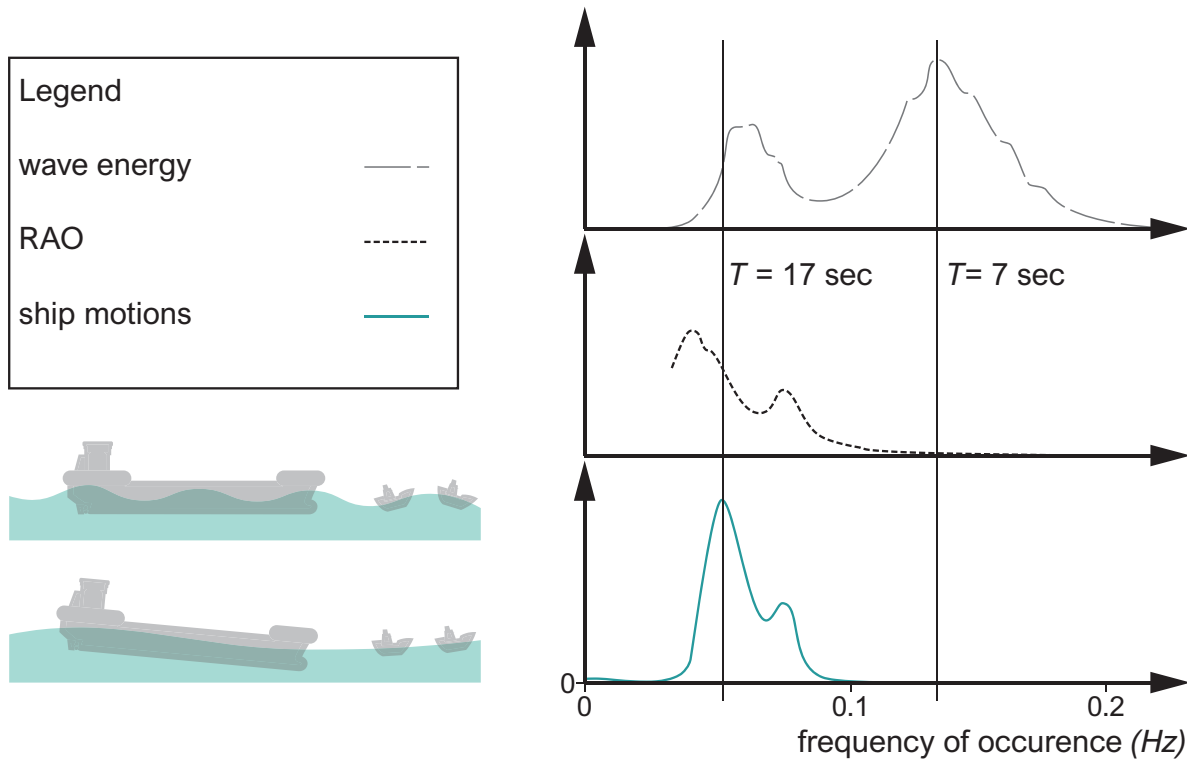 Legend
wave energy
RAO
ship motions
T = 17 sec
T= 7 sec
0
0
0.1
0.2
frequency of occurence (Hz)